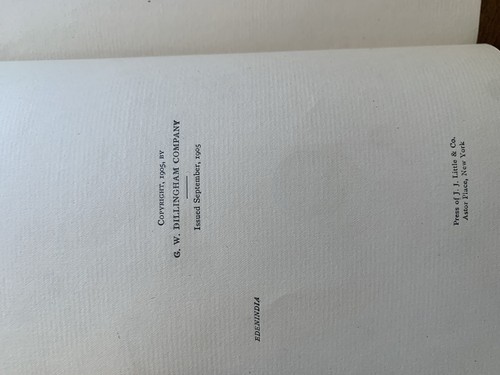 Copyright, 1905, by
G. W. DILLINGHAM COMPANY
Issued September, 1905
EDENINDIA
Press of J. J. Little & Co.
Astor Place, New York